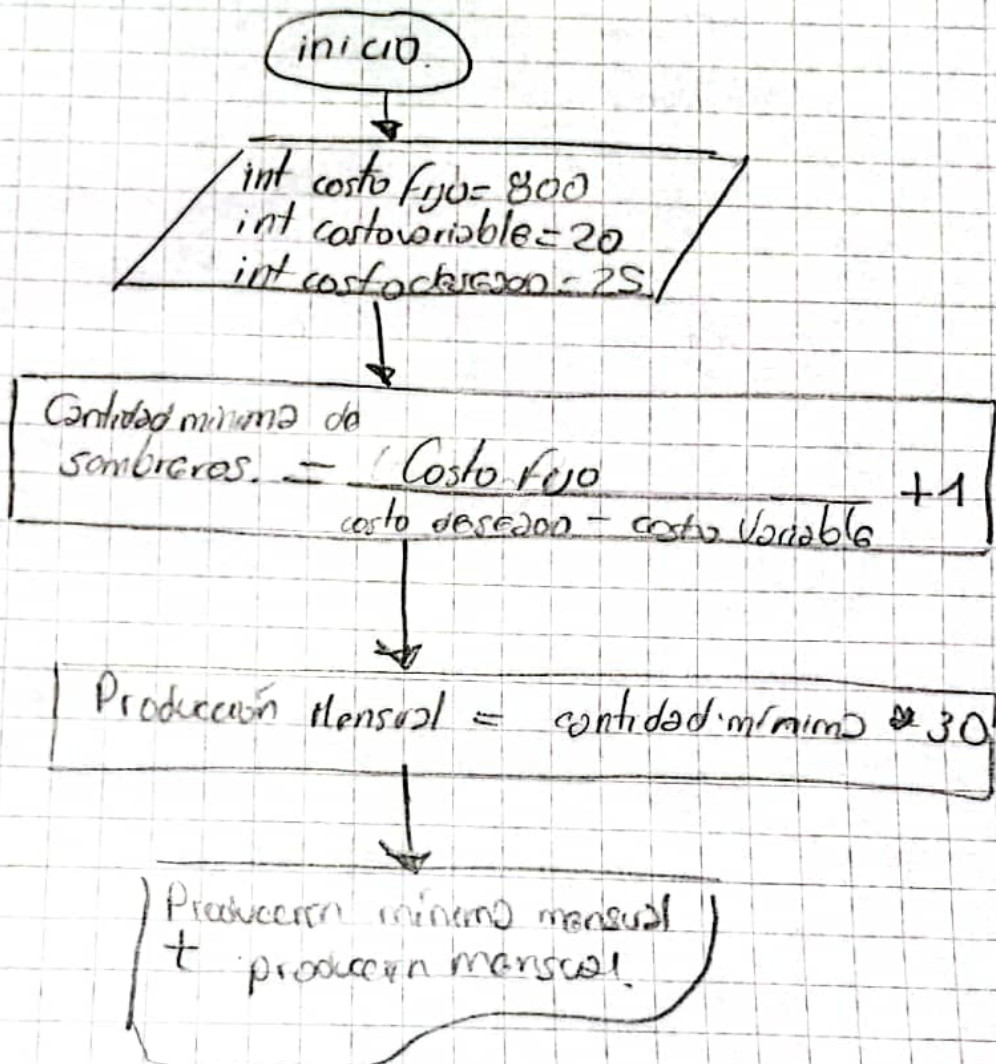 inicio.
int costo fijo = 800
int costovariable = 20
int costodeseado = 25
Cantidad minima de
sombreros. = Costo fijo + 1
costo deseado - costo Variable
Producción Mensual = cantidad minima * 30
Produccion mínima mensual
+ produccion mensual.